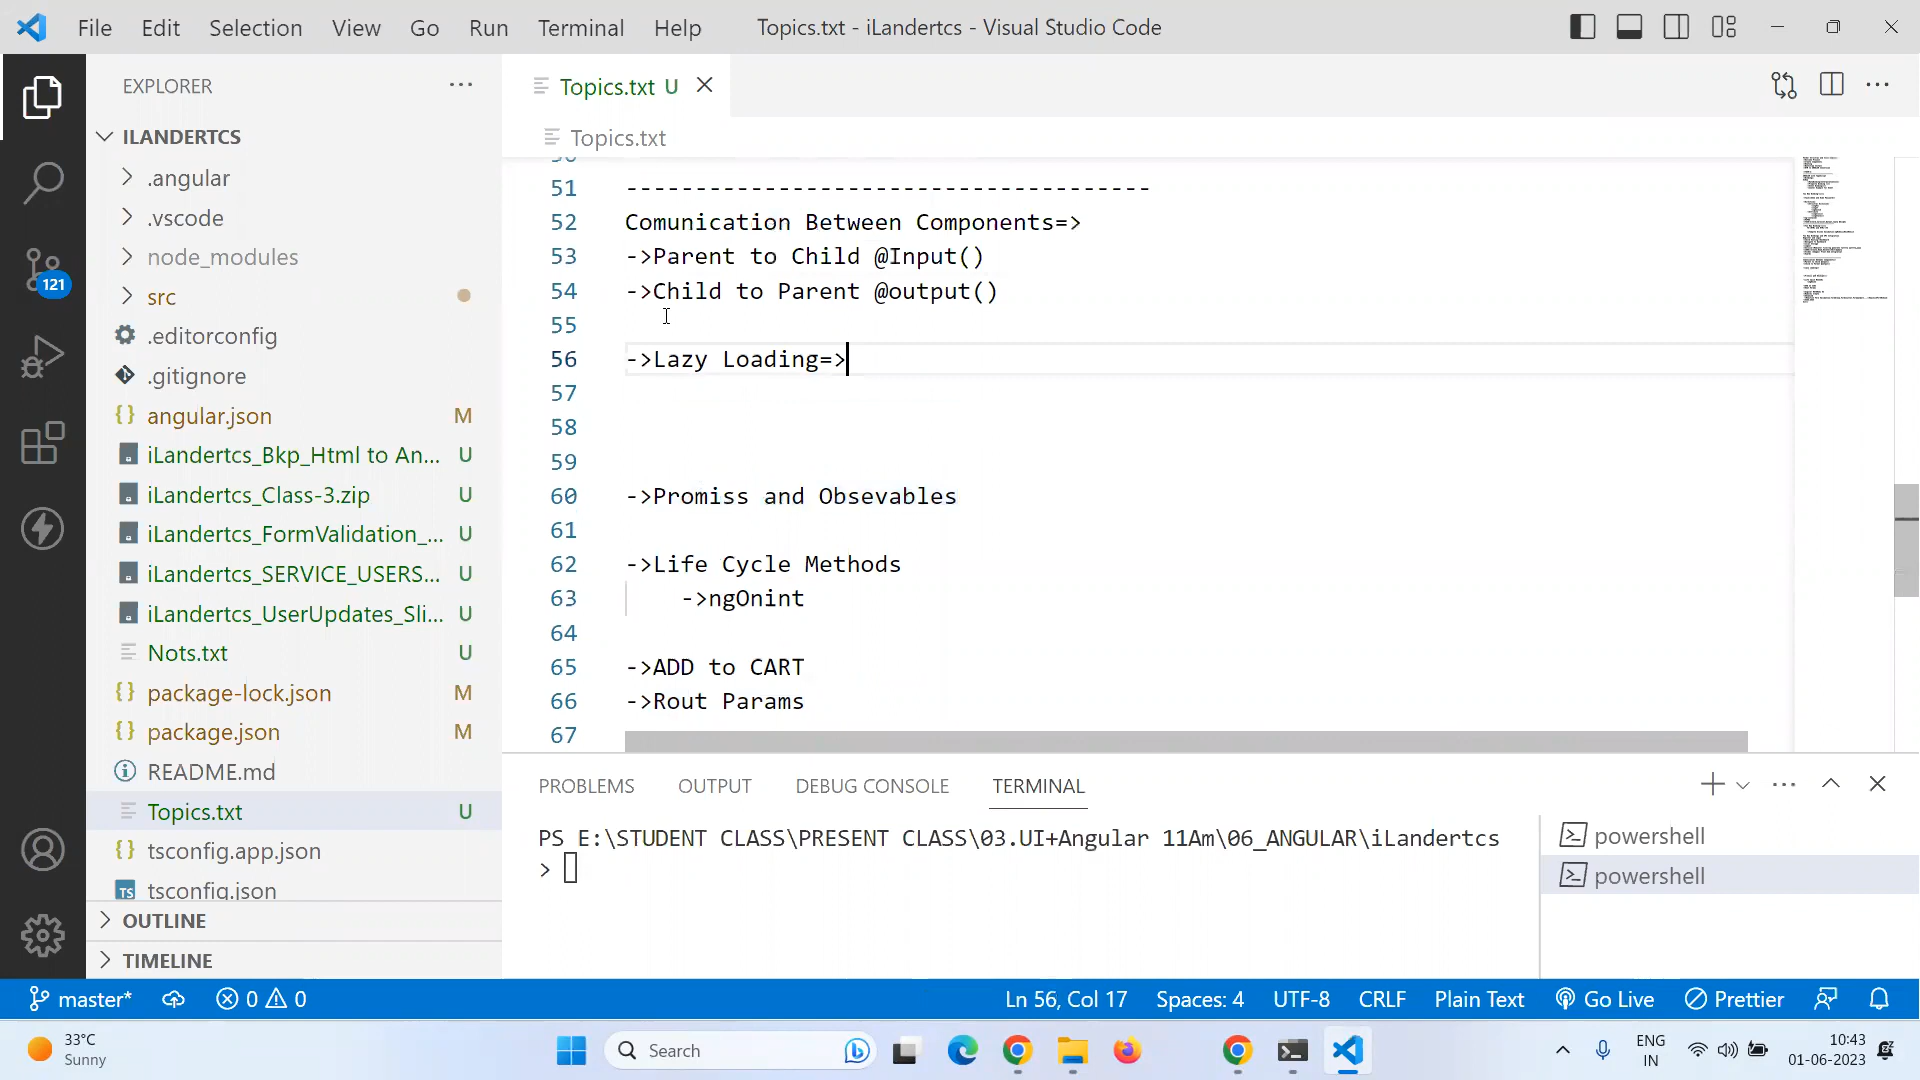 File Edit Selection View Go Run Terminal Help
Topics.txt - iLandertcs - Visual Studio Code
EXPLORER
ILANDERTCS
.angular
.vscode
node_modules
src
.editorconfig
.gitignore
angular.json M
iLandertcs_Bkp_Html to An... U
iLandertcs_Class-3.zip U
iLandertcs_FormValidation_... U
iLandertcs_SERVICE_USERS... U
iLandertcs_UserUpdates_Sli... U
Nots.txt U
package-lock.json M
package.json M
README.md
Topics.txt U
tsconfig.app.json
tsconfig.json
OUTLINE
TIMELINE
121
Topics.txt U
Topics.txt
51 --------------------------------------
52 Comunication Between Components=>
53 ->Parent to Child @Input()
54 ->Child to Parent @output()
55
56 ->Lazy Loading=>
57
58
59
60 ->Promiss and Obsevables
61
62 ->Life Cycle Methods
63 ->ngOnint
64
65 ->ADD to CART
66 ->Rout Params
67
PROBLEMS OUTPUT DEBUG CONSOLE TERMINAL
PS E:\STUDENT CLASS\PRESENT CLASS\03.UI+Angular 11Am\06_ANGULAR\iLandertcs
>
powershell
powershell
master* 0 0 Ln 56, Col 17 Spaces: 4 UTF-8 CRLF Plain Text Go Live Prettier
33°C
Sunny
Search
ENG
IN
10:43
01-06-2023